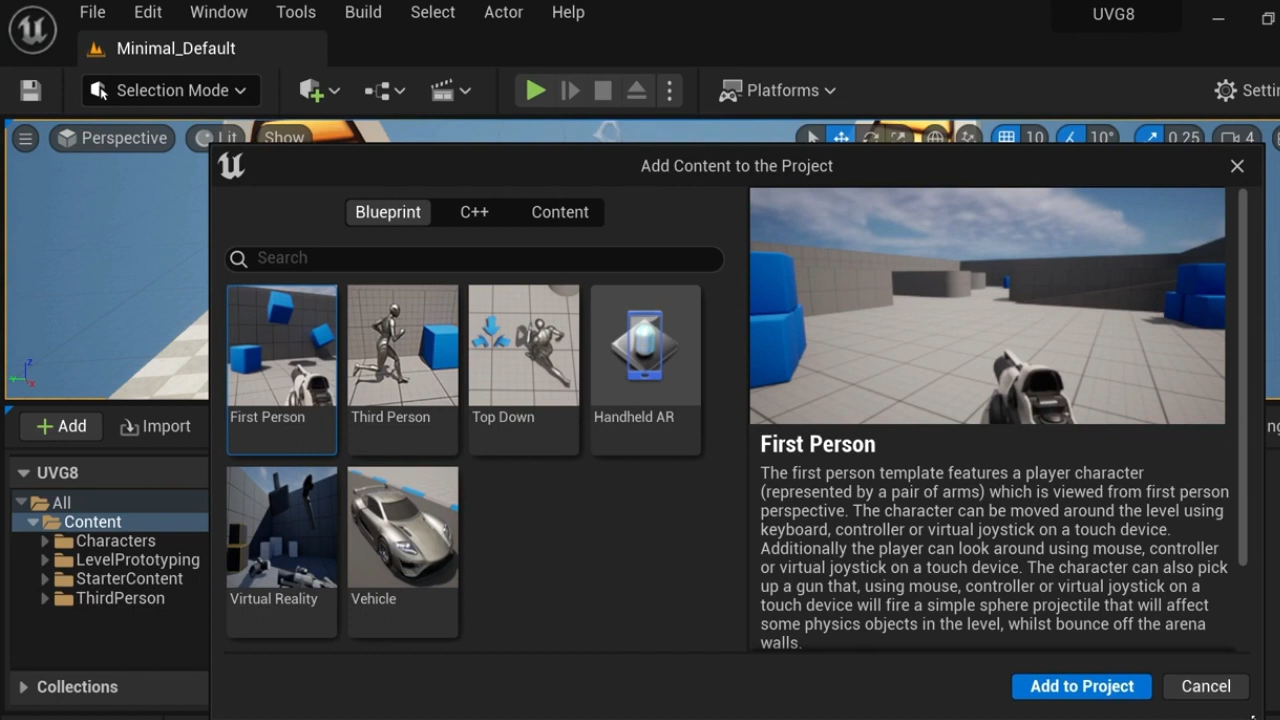 File Edit Window Tools Build Select Actor Help
UVG8
Minimal_Default
Selection Mode
Platforms
Perspective
Lit
Show
10
10°
0.25
4
Add Content to the Project
Blueprint C++ Content
Search
First Person
Third Person
Top Down
Handheld AR
Virtual Reality
Vehicle
First Person
The first person template features a player character
(represented by a pair of arms) which is viewed from first person
perspective. The character can be moved around the level using
keyboard, controller or virtual joystick on a touch device.
Additionally the player can look around using mouse, controller
or virtual joystick on a touch device. The character can also pick
up a gun that, using mouse, controller or virtual joystick on a
touch device will fire a simple sphere projectile that will affect
some physics objects in the level, whilst bounce off the arena
walls.
Add
Import
UVG8
All
Content
Characters
LevelPrototyping
StarterContent
ThirdPerson
Collections
Add to Project
Cancel